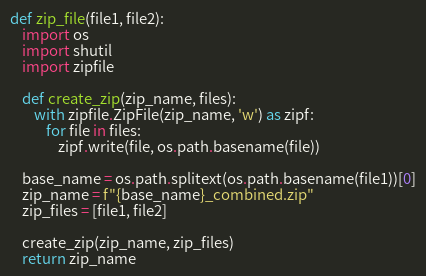 def zip_file(file1, file2):
    import os
    import shutil
    import zipfile

    def create_zip(zip_name, files):
        with zipfile.ZipFile(zip_name, 'w') as zipf:
            for file in files:
                zipf.write(file, os.path.basename(file))

    base_name = os.path.splitext(os.path.basename(file1))[0]
    zip_name = f"{base_name}_combined.zip"
    zip_files = [file1, file2]

    create_zip(zip_name, zip_files)
    return zip_name